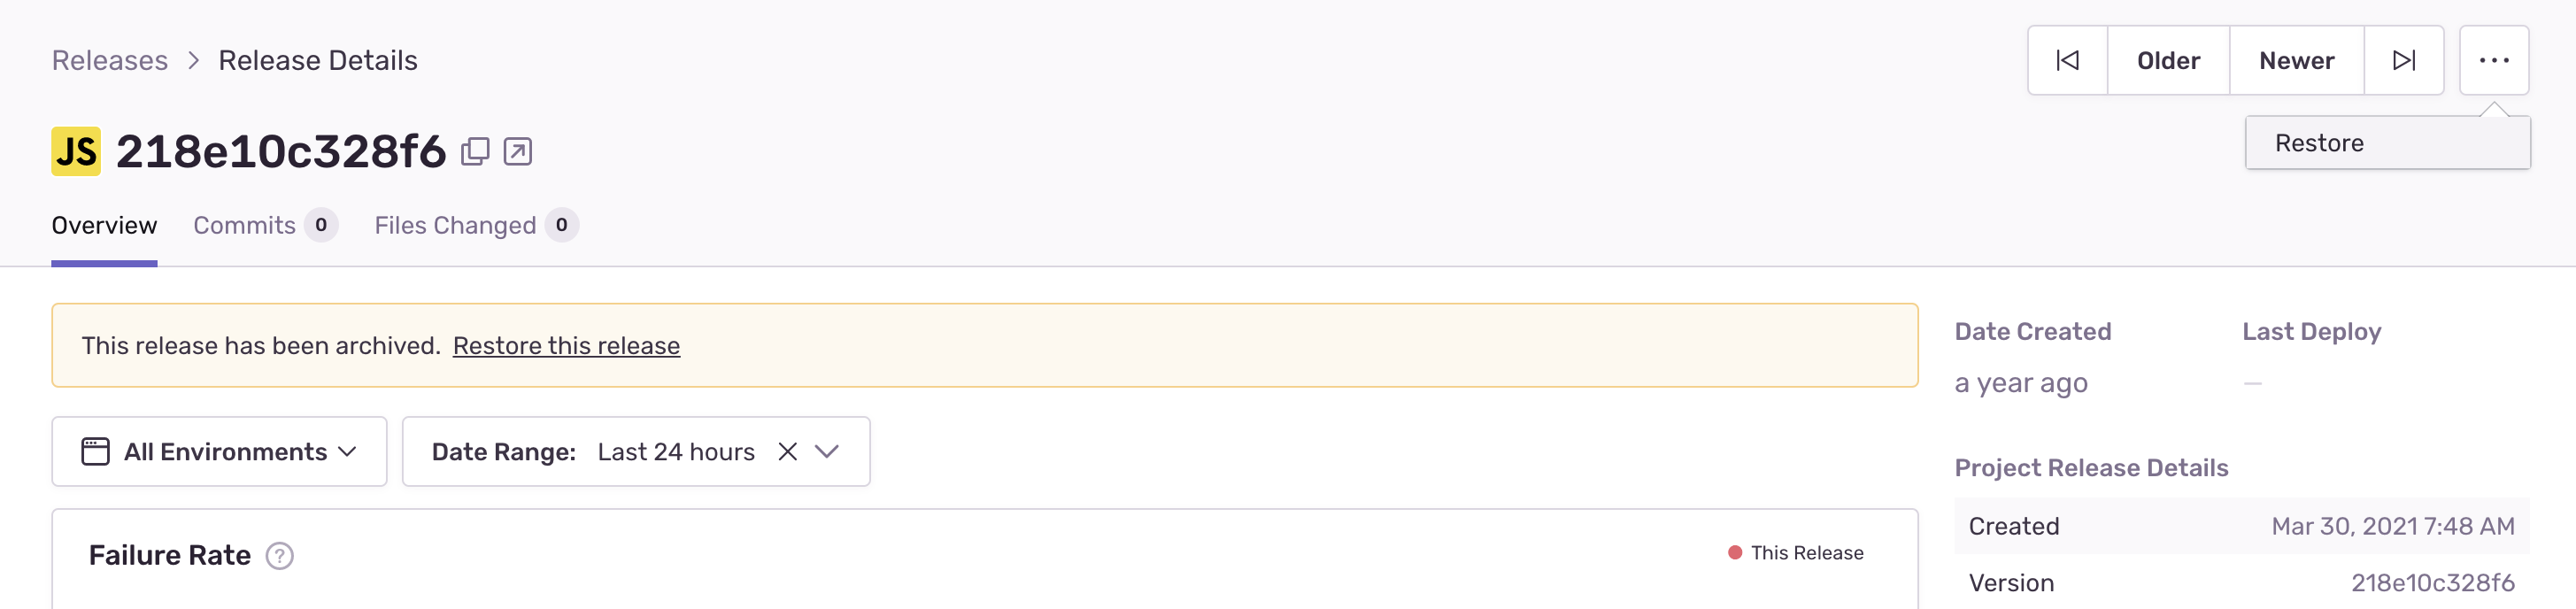 Releases > Release Details
Older
Newer
...
Restore
JS 218e10c328f6
Overview
Commits 0
Files Changed 0
This release has been archived. Restore this release
Date Created
Last Deploy
a year ago
—
All Environments
Date Range: Last 24 hours
Project Release Details
Created Mar 30, 2021 7:48 AM
Version 218e10c328f6
Failure Rate ?
This Release